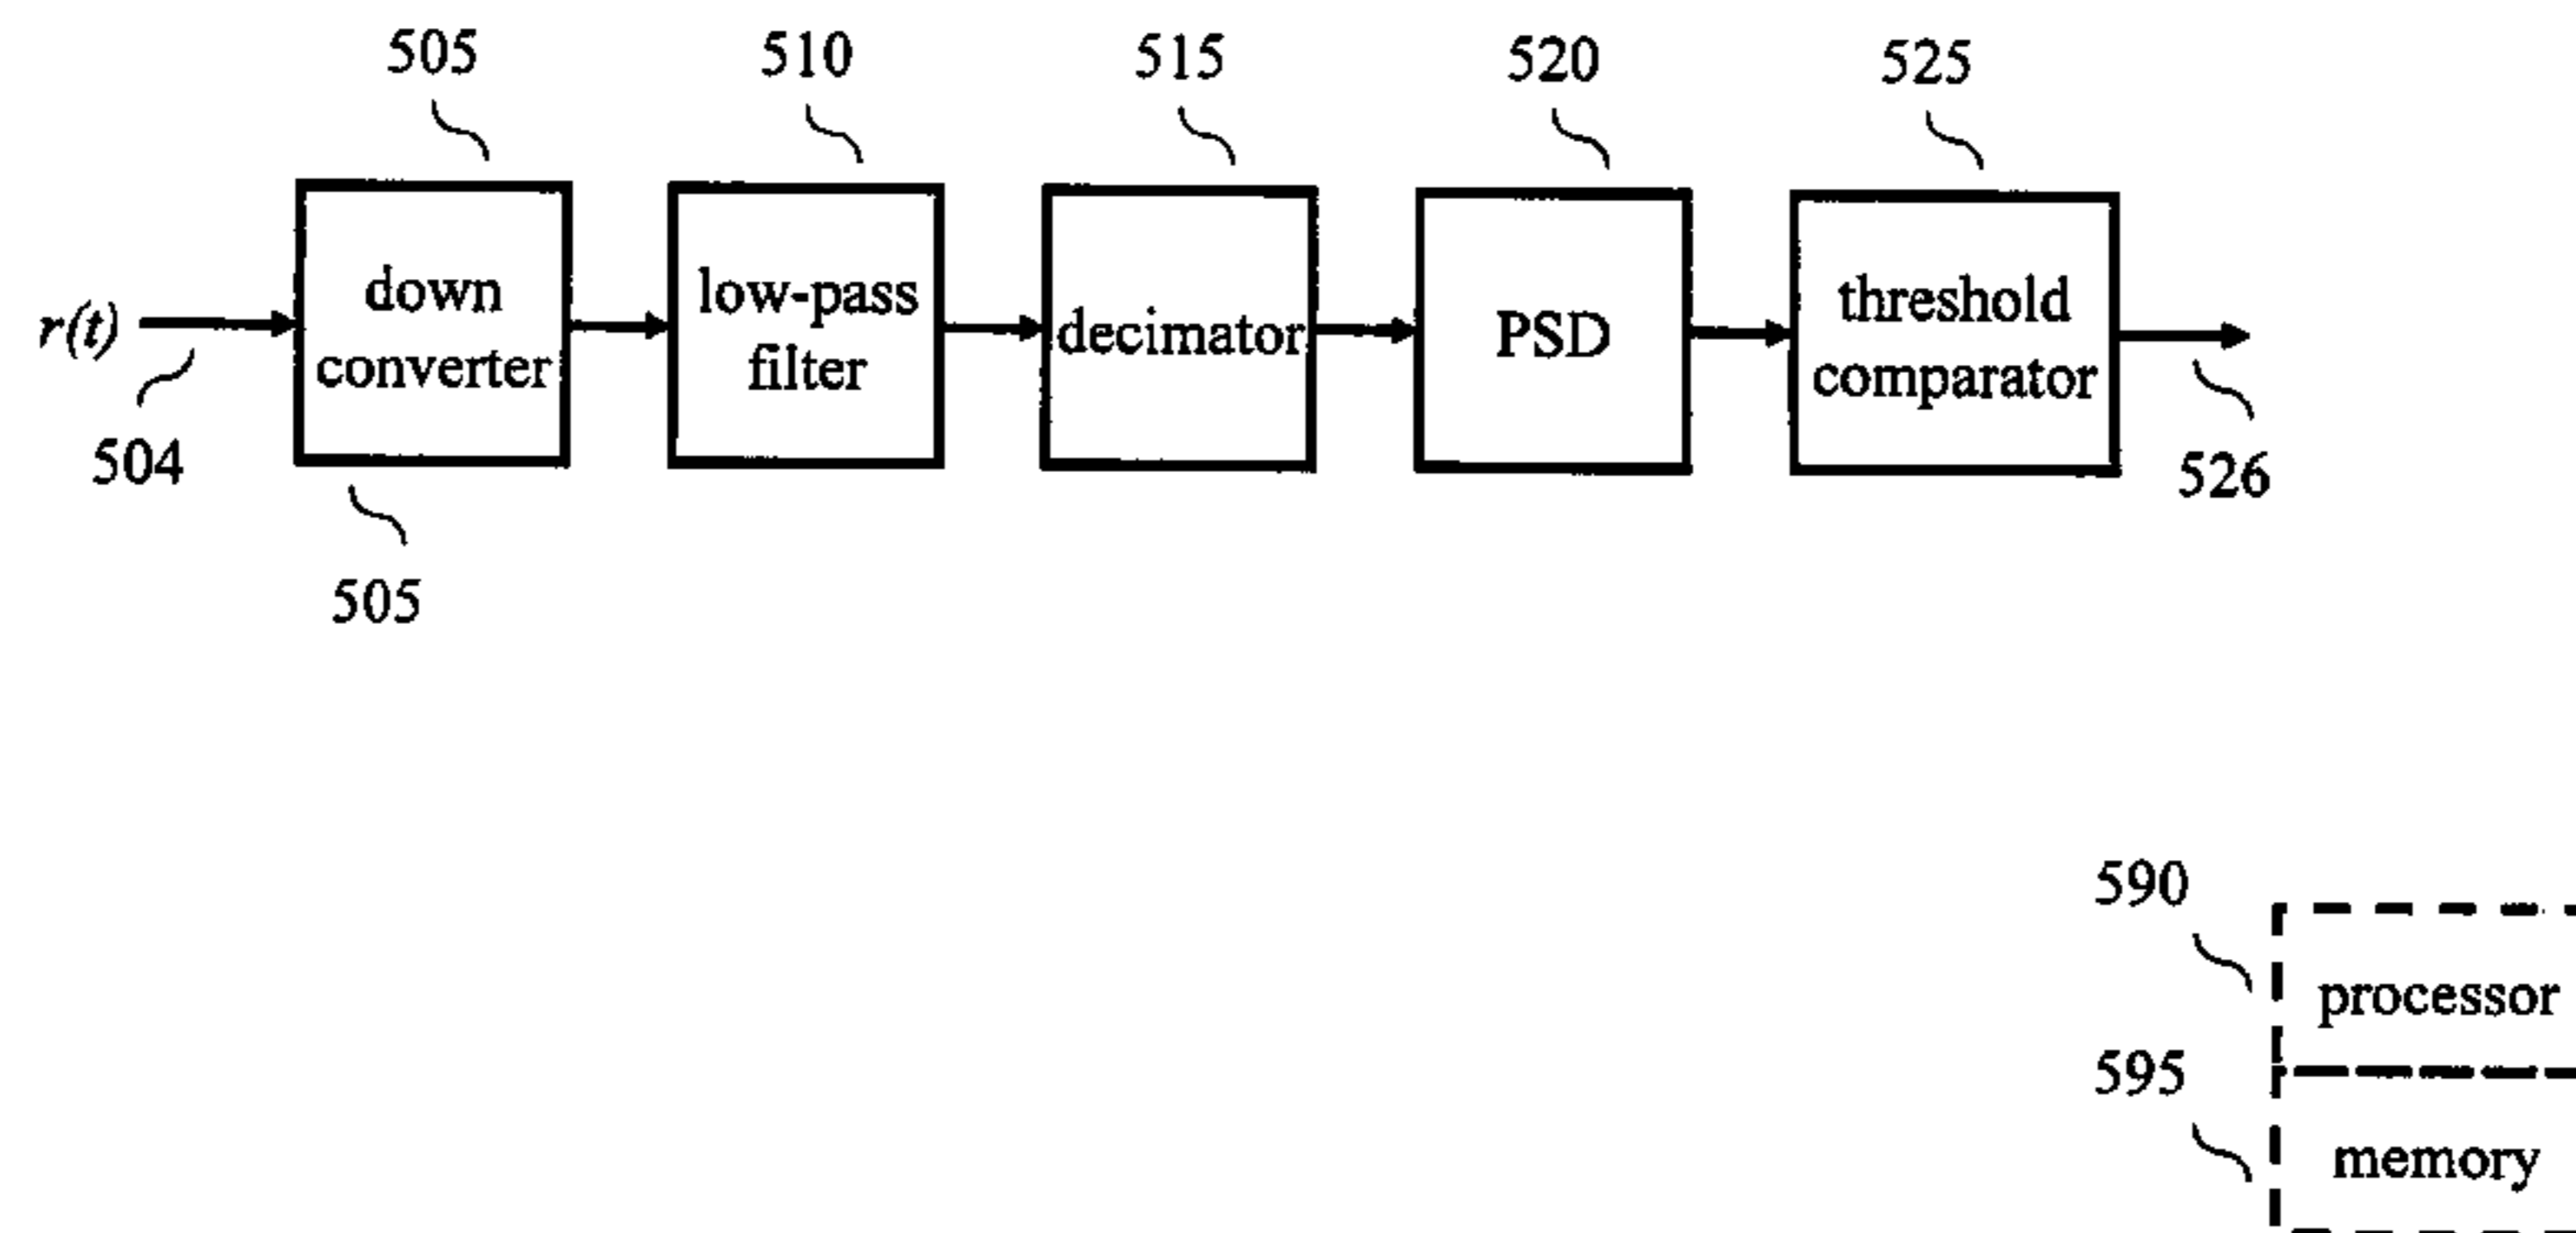 505 510 515 520 525
r(t)
down
converter
low-pass
filter
decimator
PSD
threshold
comparator
504
505
526
590
processor
595
memory